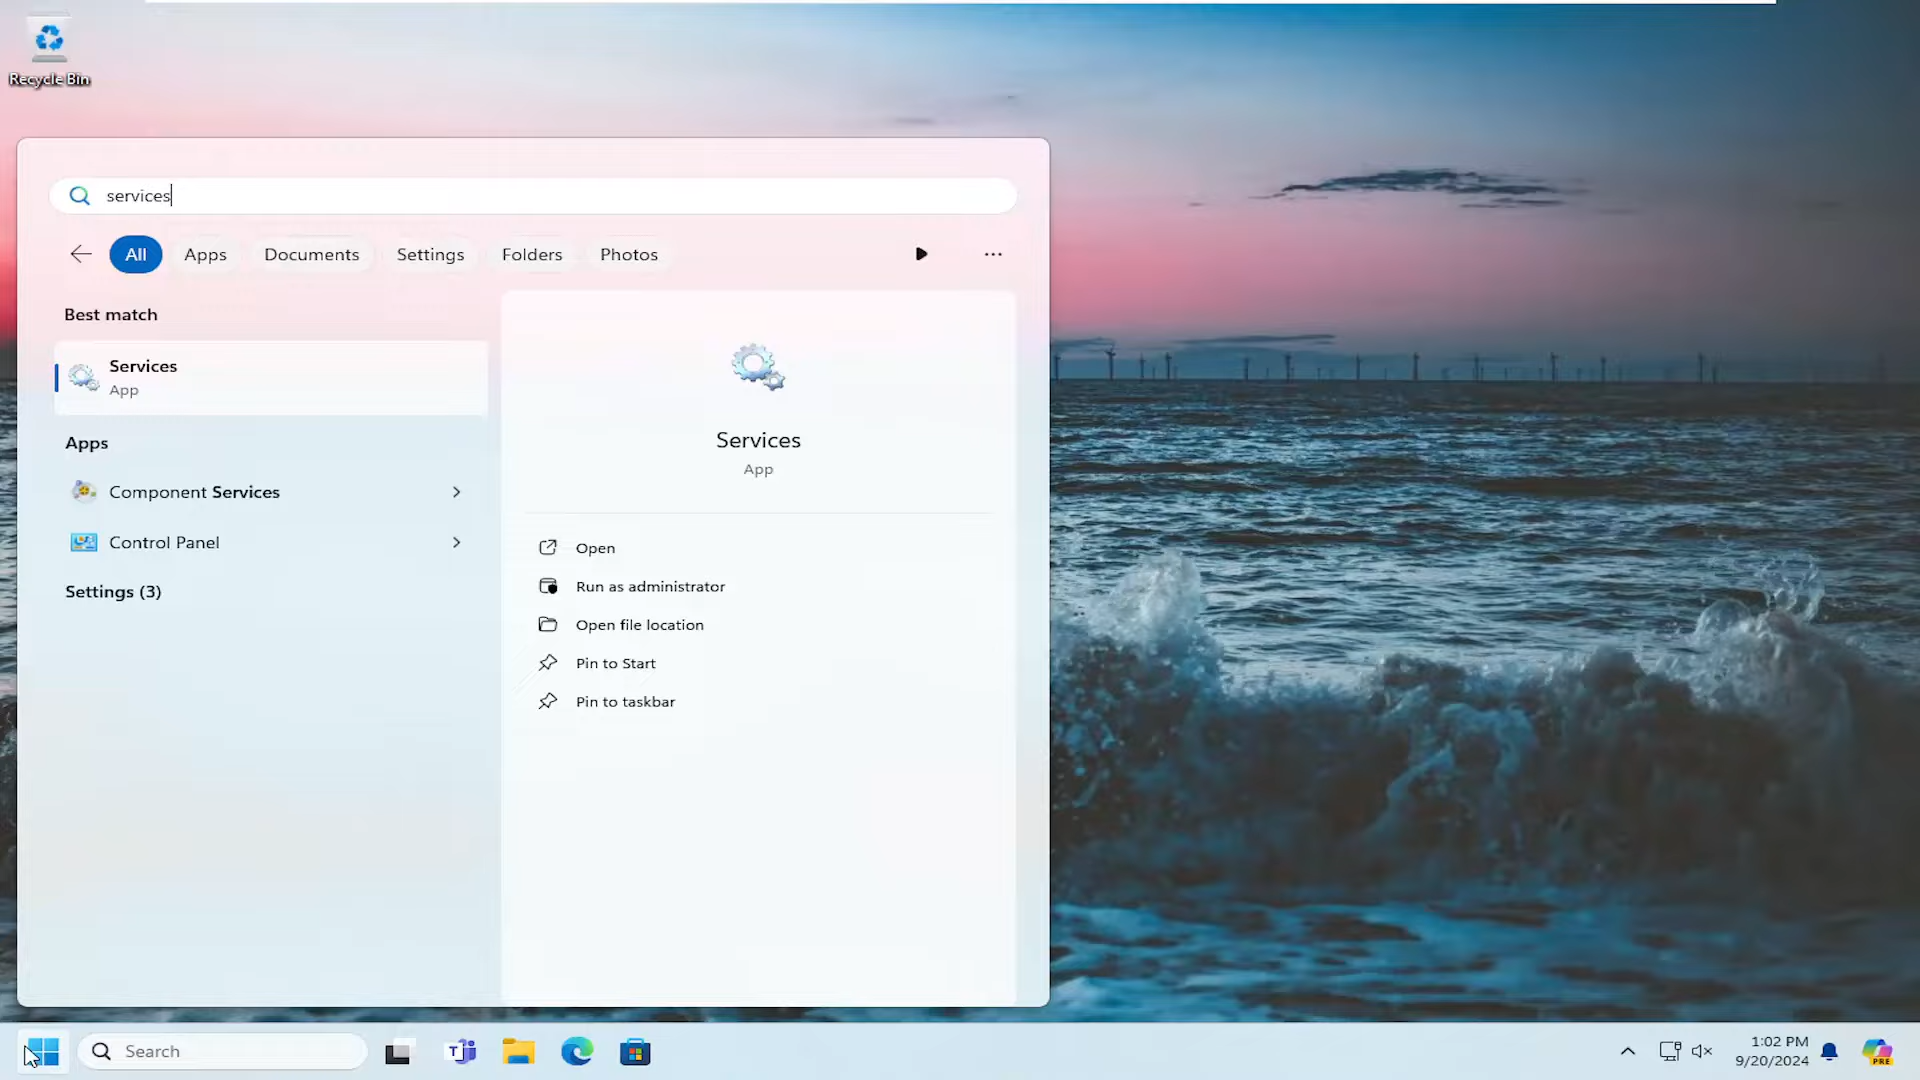 Recycle Bin
services
All Apps Documents Settings Folders Photos
Best match
Services
App
Apps
Component Services
Control Panel
Settings (3)
Services
App
Open
Run as administrator
Open file location
Pin to Start
Pin to taskbar
Search
1:02 PM
9/20/2024
PRE